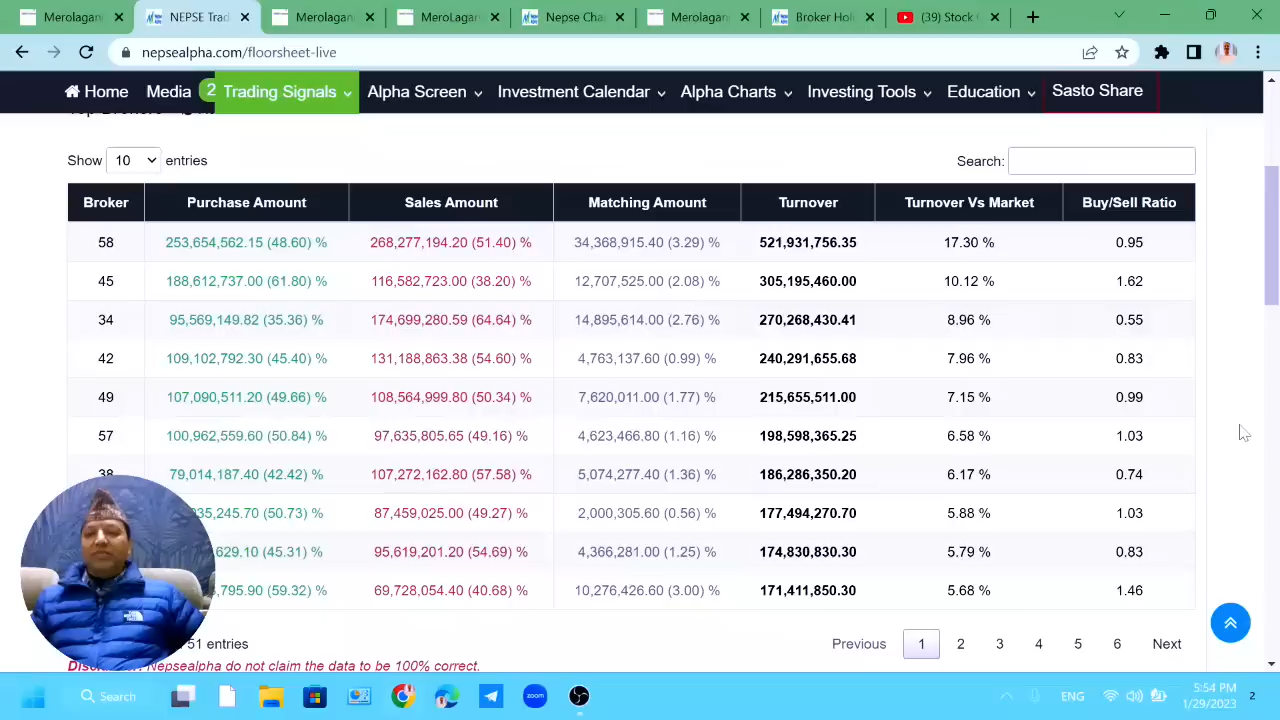 Merolagan
NEPSE Trad
Merolagani
MeroLagan
Nepse Cha
Merolagan
Broker Hol
(39) Stock
nepsealpha.com/floorsheet-live
Home Media 2 Trading Signals Alpha Screen Investment Calendar Alpha Charts Investing Tools Education Sasto Share
Show 10 entries Search:
Broker Purchase Amount Sales Amount Matching Amount Turnover Turnover Vs Market Buy/Sell Ratio
58 253,654,562.15 (48.60) % 268,277,194.20 (51.40) % 34,368,915.40 (3.29) % 521,931,756.35 17.30 % 0.95
45 188,612,737.00 (61.80) % 116,582,723.00 (38.20) % 12,707,525.00 (2.08) % 305,195,460.00 10.12 % 1.62
34 95,569,149.82 (35.36) % 174,699,280.59 (64.64) % 14,895,614.00 (2.76) % 270,268,430.41 8.96 % 0.55
42 109,102,792.30 (45.40) % 131,188,863.38 (54.60) % 4,763,137.60 (0.99) % 240,291,655.68 7.96 % 0.83
49 107,090,511.20 (49.66) % 108,564,999.80 (50.34) % 7,620,011.00 (1.77) % 215,655,511.00 7.15 % 0.99
57 100,962,559.60 (50.84) % 97,635,805.65 (49.16) % 4,623,466.80 (1.16) % 198,598,365.25 6.58 % 1.03
38 79,014,187.40 (42.42) % 107,272,162.80 (57.58) % 5,074,277.40 (1.36) % 186,286,350.20 6.17 % 0.74
035,245.70 (50.73) % 87,459,025.00 (49.27) % 2,000,305.60 (0.56) % 177,494,270.70 5.88 % 1.03
629.10 (45.31) % 95,619,201.20 (54.69) % 4,366,281.00 (1.25) % 174,830,830.30 5.79 % 0.83
795.90 (59.32) % 69,728,054.40 (40.68) % 10,276,426.60 (3.00) % 171,411,850.30 5.68 % 1.46
51 entries Previous 1 2 3 4 5 6 Next
Nepsealpha do not claim the data to be 100% correct.
Search zoom ENG 5:54 PM 2
1/29/2023